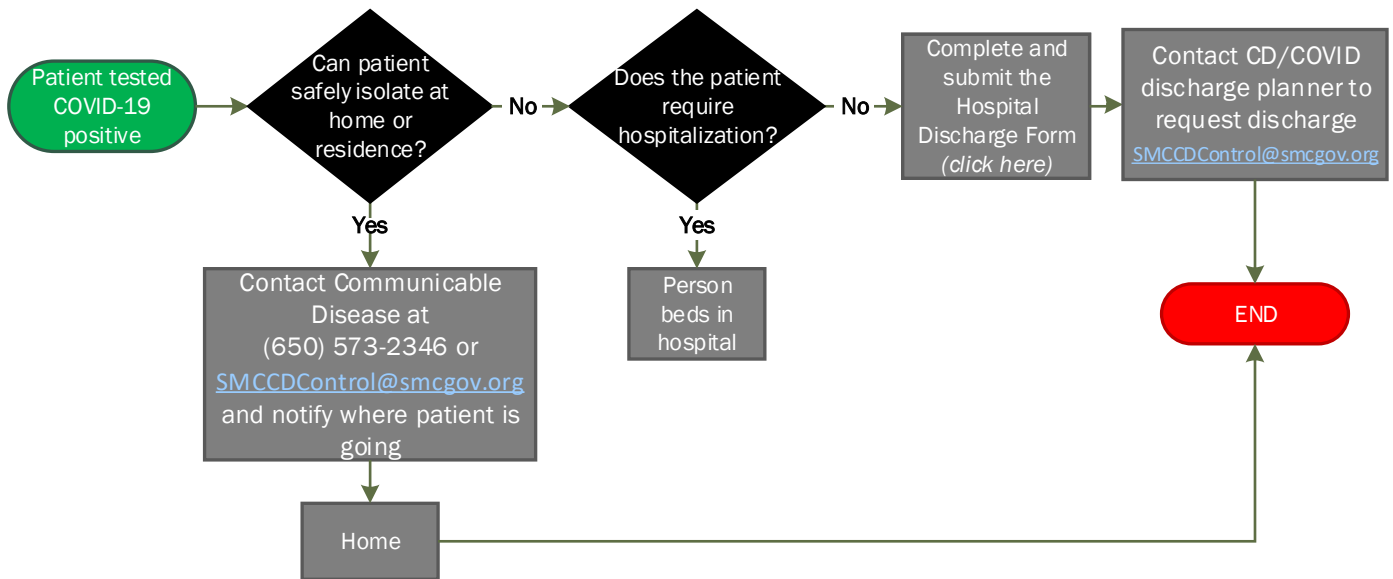 Patient tested
COVID-19
positive
Can patient
safely isolate at
home or
residence?
No
Does the patient
require
hospitalization?
No
Complete and
submit the
Hospital
Discharge Form
(click here)
Contact CD/COVID
discharge planner to
request discharge
SMCCDControl@smcgov.org
Yes
Yes
Contact Communicable
Disease at
(650) 573-2346 or
SMCCDControl@smcgov.org
and notify where patient is
going
Person
beds in
hospital
END
Home